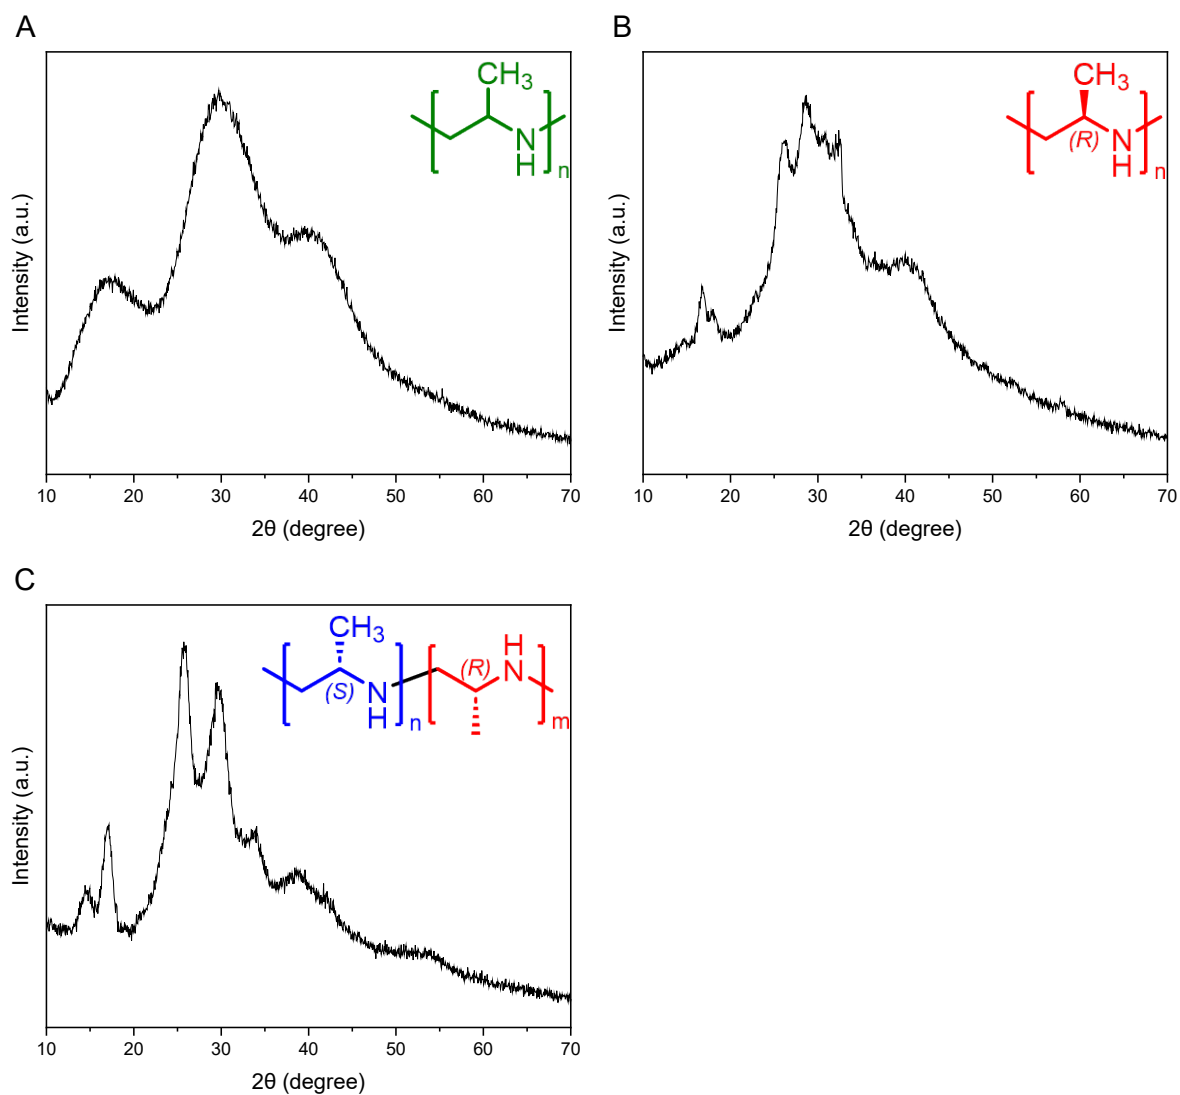 A
CH3
N
H
n
Intensity (a.u.)
10 20 30 40 50 60 70
2θ (degree)
B
CH3
(R)
N
H
n
Intensity (a.u.)
10 20 30 40 50 60 70
2θ (degree)
C
CH3
(S)
N
H
n
H
N
(R)
m
Intensity (a.u.)
10 20 30 40 50 60 70
2θ (degree)